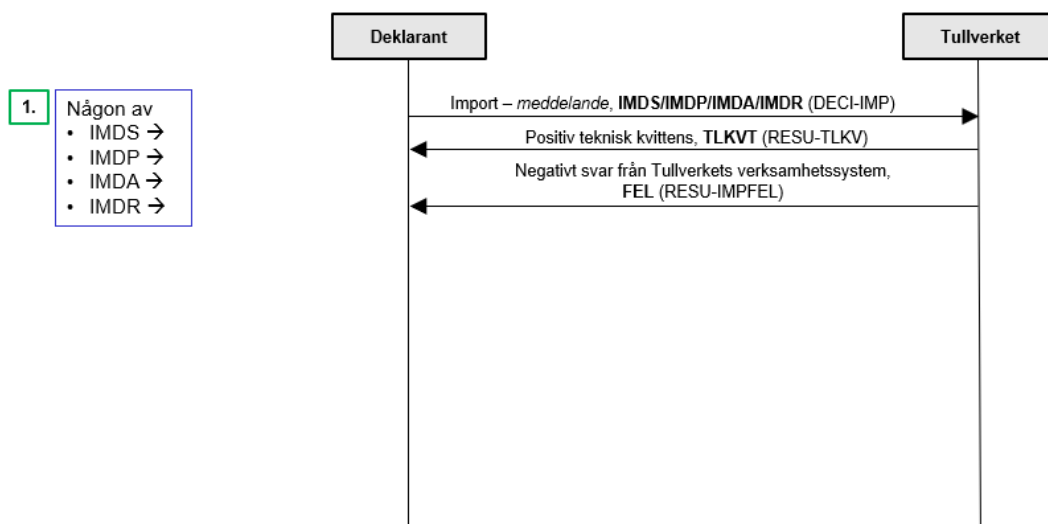 Deklarant
Tullverket
1.
Någon av
• IMDS →
• IMDP →
• IMDA →
• IMDR →
Import – meddelande, IMDS/IMDP/IMDA/IMDR (DECI-IMP)
Positiv teknisk kvittens, TLKVT (RESU-TLKV)
Negativt svar från Tullverkets verksamhetssystem,
FEL (RESU-IMPFEL)